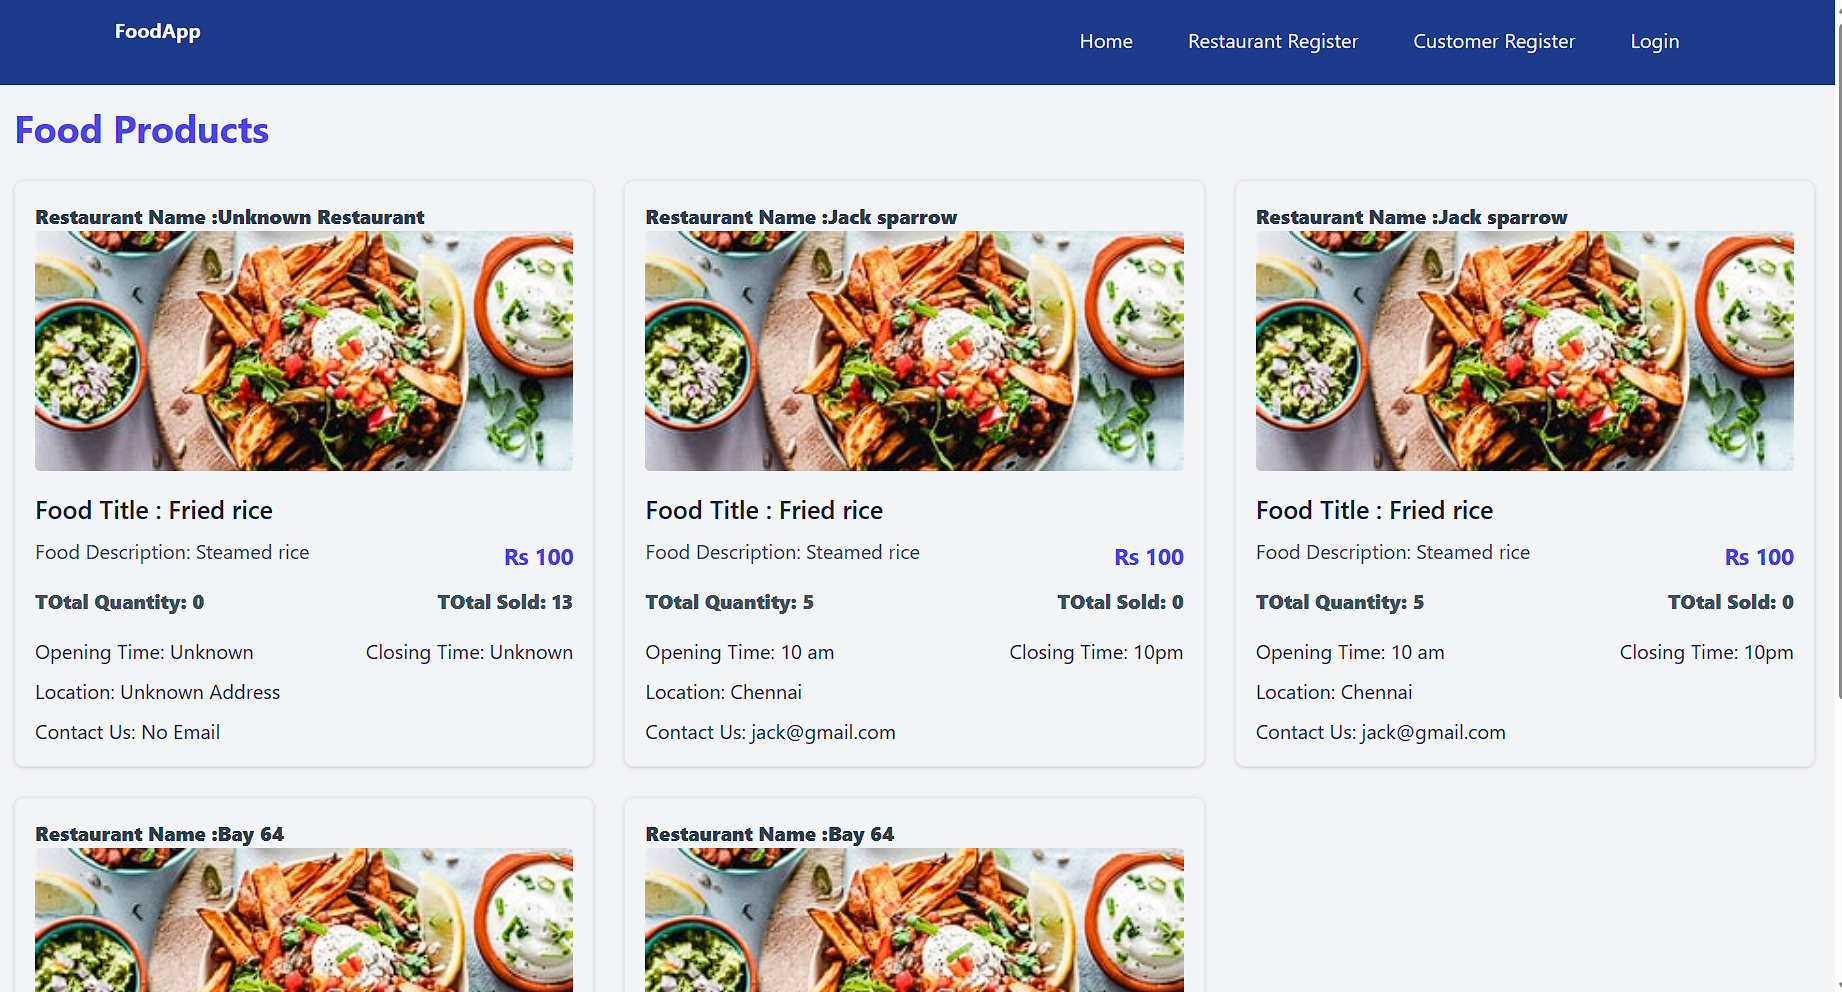 FoodApp
Home Restaurant Register Customer Register Login
Food Products
Restaurant Name :Unknown Restaurant
Food Title : Fried rice
Food Description: Steamed rice
Rs 100
TOtal Quantity: 0 TOtal Sold: 13
Opening Time: Unknown Closing Time: Unknown
Location: Unknown Address
Contact Us: No Email
Restaurant Name :Jack sparrow
Food Title : Fried rice
Food Description: Steamed rice
Rs 100
TOtal Quantity: 5 TOtal Sold: 0
Opening Time: 10 am Closing Time: 10pm
Location: Chennai
Contact Us: jack@gmail.com
Restaurant Name :Jack sparrow
Food Title : Fried rice
Food Description: Steamed rice
Rs 100
TOtal Quantity: 5 TOtal Sold: 0
Opening Time: 10 am Closing Time: 10pm
Location: Chennai
Contact Us: jack@gmail.com
Restaurant Name :Bay 64
Restaurant Name :Bay 64